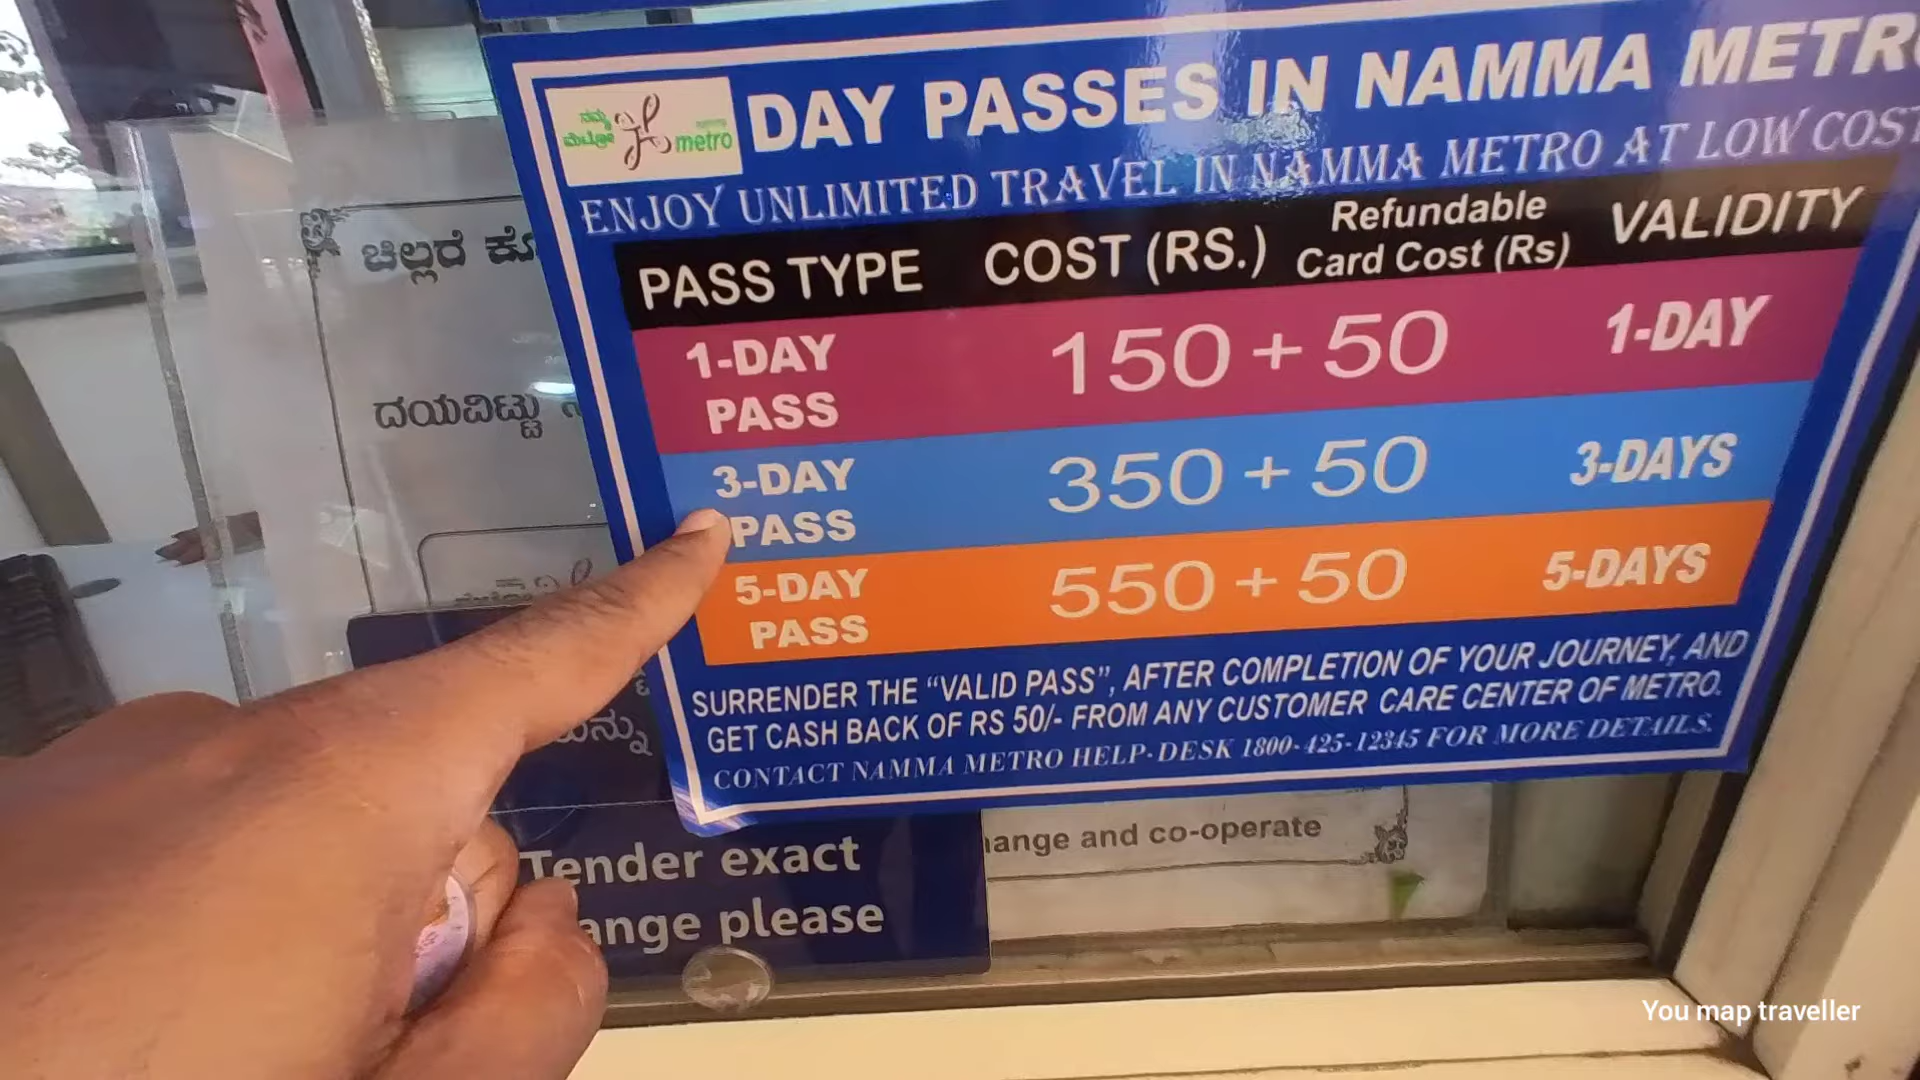 ನಮ್ಮ
ಮೆಟ್ರೋ metro
DAY PASSES IN NAMMA METR
ENJOY UNLIMITED TRAVEL IN NAMMA METRO AT LOW COST
PASS TYPE COST (RS.) Refundable Card Cost (Rs) VALIDITY
1-DAY PASS 150 + 50 1-DAY
3-DAY PASS 350 + 50 3-DAYS
5-DAY PASS 550 + 50 5-DAYS
SURRENDER THE “VALID PASS”, AFTER COMPLETION OF YOUR JOURNEY, AND
GET CASH BACK OF RS 50/- FROM ANY CUSTOMER CARE CENTER OF METRO.
CONTACT NAMMA METRO HELP-DESK 1800-425-12345 FOR MORE DETAILS.
ಚಿಲ್ಲರೆ
ದಯವಿಟ್ಟು
ange and co-operate
Tender exact
ange please
You map traveller